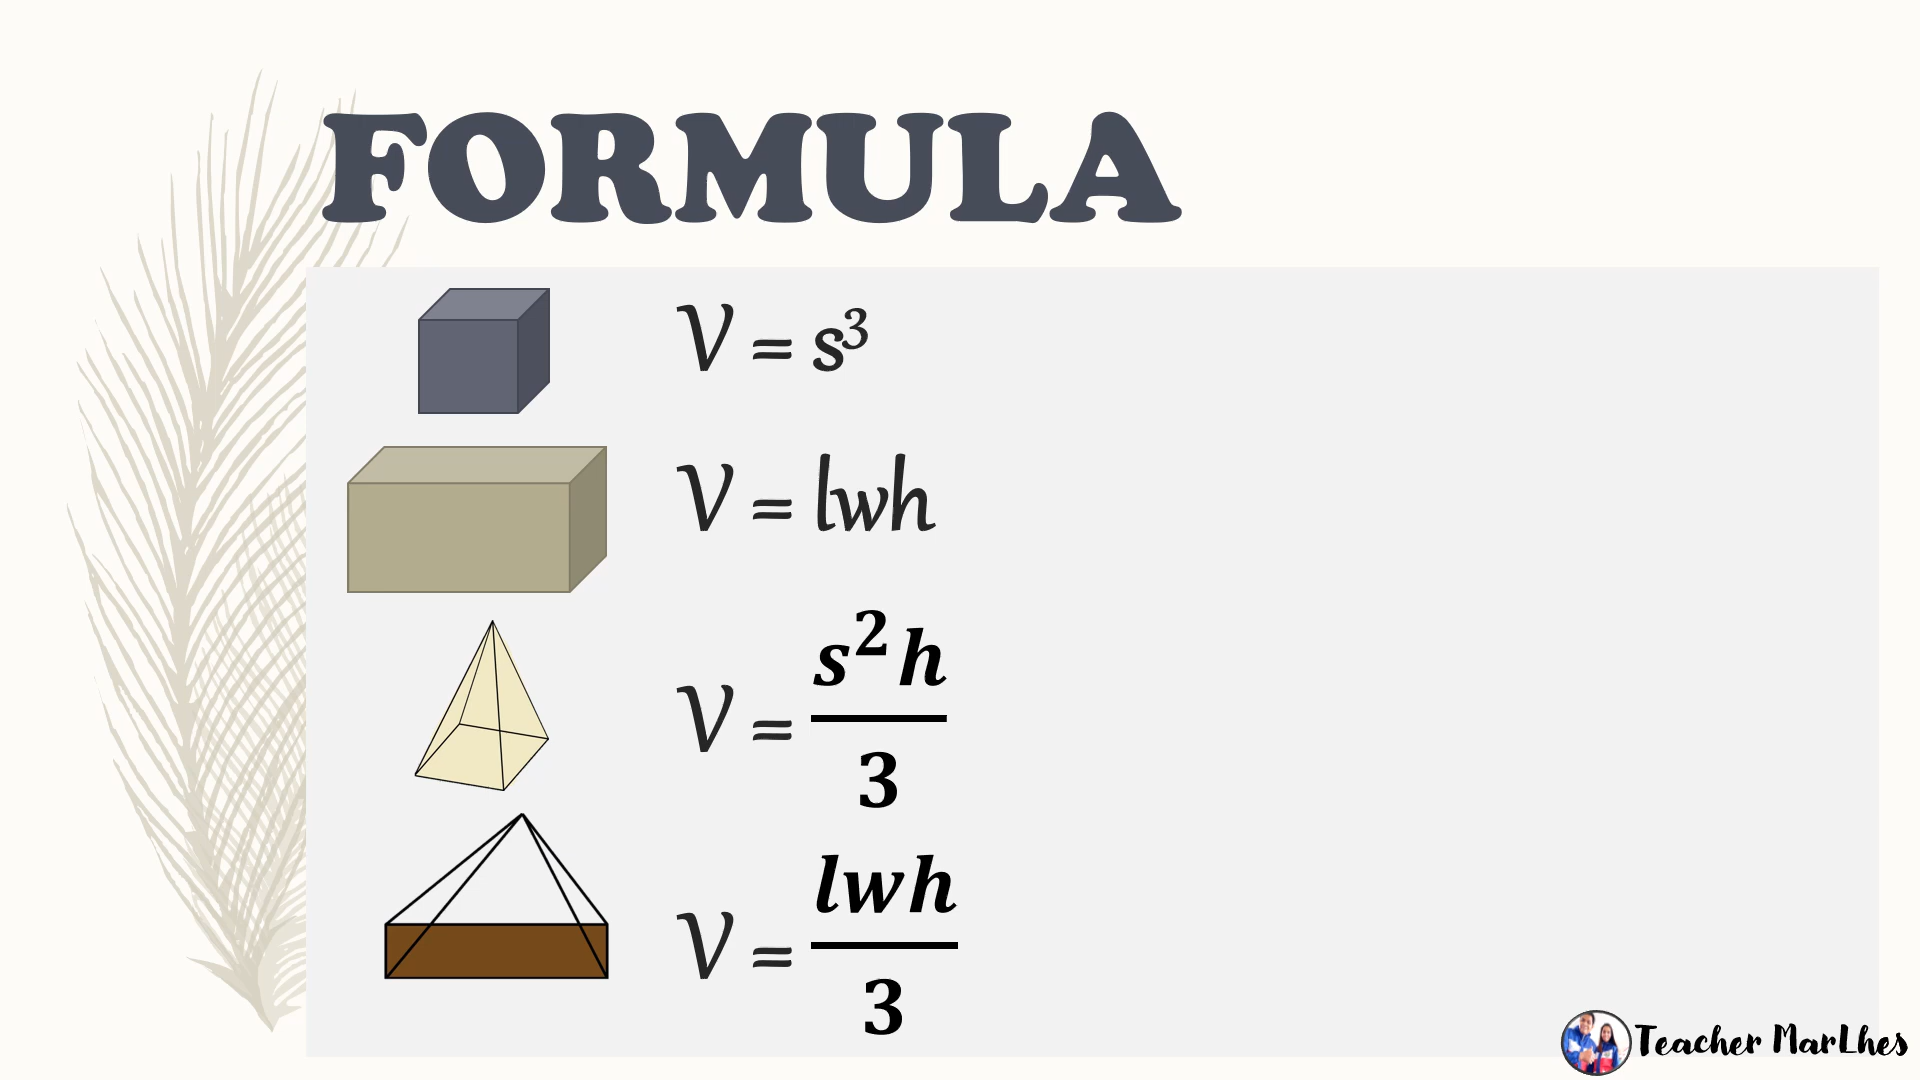 FORMULA
V = s³
V = lwh
V = s²h/3
V = lwh/3
Teacher MarLhes